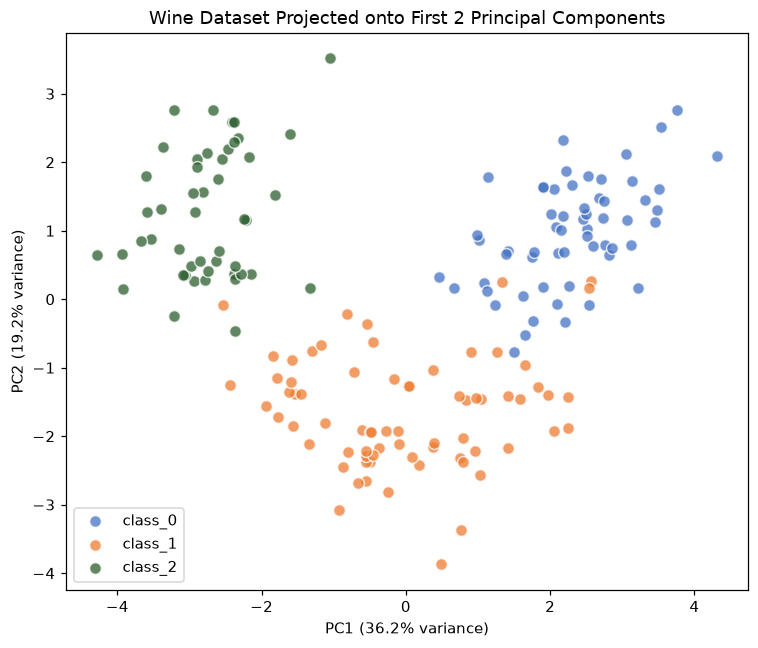 Wine Dataset Projected onto First 2 Principal Components
PC2 (19.2% variance)
3
2
1
0
−1
−2
−3
−4
class_0
class_1
class_2
−4 −2 0 2 4
PC1 (36.2% variance)